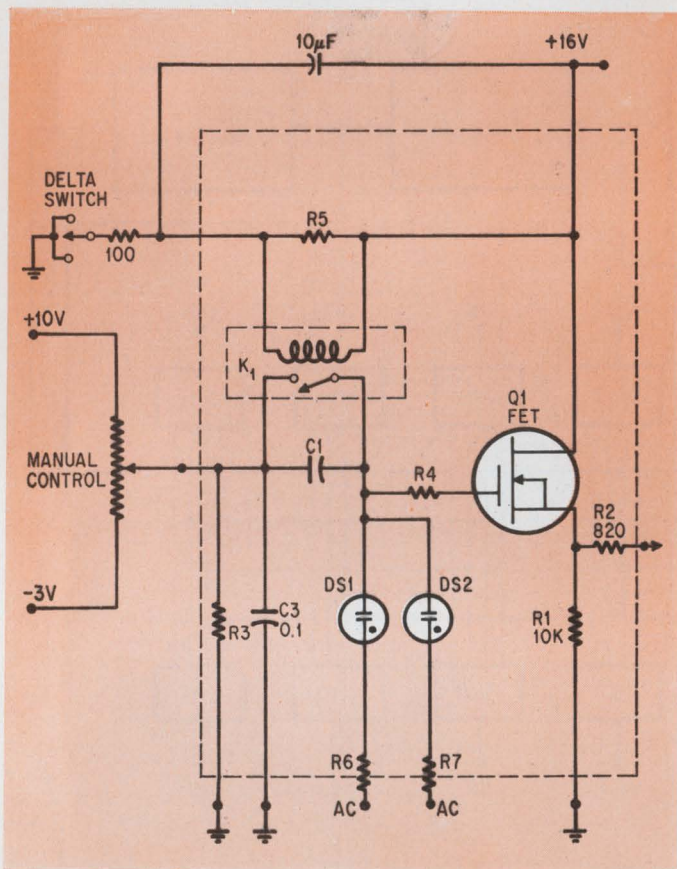 10µF
+16V
DELTA
SWITCH
100
R5
+10V
K1
Q1
FET
MANUAL
CONTROL
C1
R4
R2
820
-3V
R3
C3
0.1
DS1
DS2
R1
10K
R6
R7
AC
AC